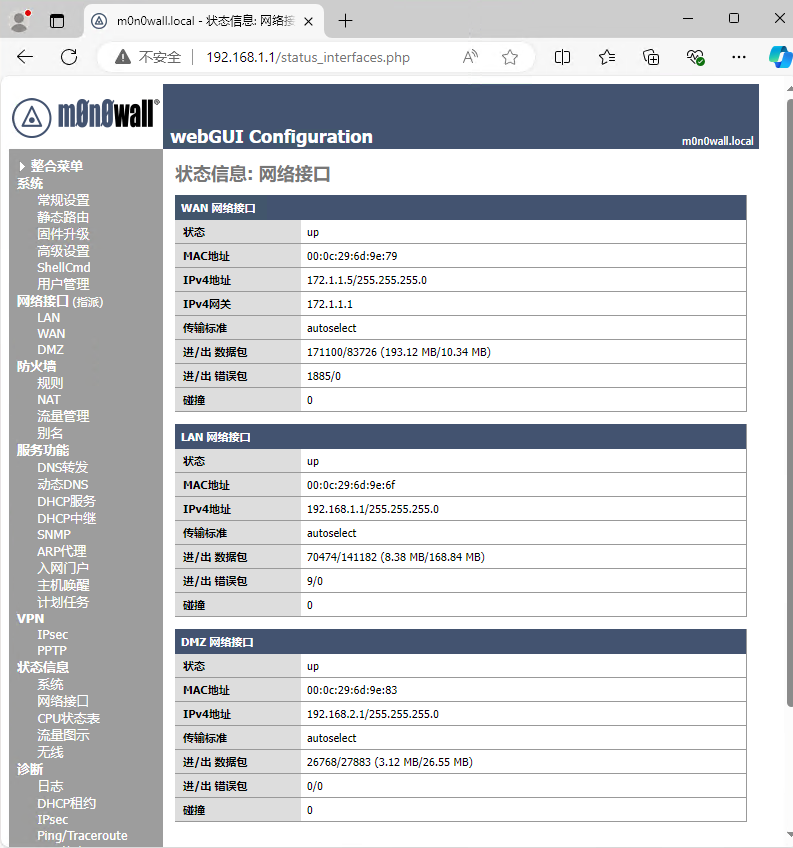 m0n0wall.local - 状态信息: 网络接
不安全
192.168.1.1/status_interfaces.php
m0n0wall®
webGUI Configuration
m0n0wall.local
整合菜单
系统
常规设置
静态路由
固件升级
高级设置
ShellCmd
用户管理
网络接口 (指派)
LAN
WAN
DMZ
防火墙
规则
NAT
流量管理
别名
服务功能
DNS转发
动态DNS
DHCP服务
DHCP中继
SNMP
ARP代理
入网门户
主机唤醒
计划任务
VPN
IPsec
PPTP
状态信息
系统
网络接口
CPU状态表
流量图示
无线
诊断
日志
DHCP租约
IPsec
Ping/Traceroute
状态信息: 网络接口
WAN 网络接口
状态 up
MAC地址 00:0c:29:6d:9e:79
IPv4地址 172.1.1.5/255.255.255.0
IPv4网关 172.1.1.1
传输标准 autoselect
进/出 数据包 171100/83726 (193.12 MB/10.34 MB)
进/出 错误包 1885/0
碰撞 0
LAN 网络接口
状态 up
MAC地址 00:0c:29:6d:9e:6f
IPv4地址 192.168.1.1/255.255.255.0
传输标准 autoselect
进/出 数据包 70474/141182 (8.38 MB/168.84 MB)
进/出 错误包 9/0
碰撞 0
DMZ 网络接口
状态 up
MAC地址 00:0c:29:6d:9e:83
IPv4地址 192.168.2.1/255.255.255.0
传输标准 autoselect
进/出 数据包 26768/27883 (3.12 MB/26.55 MB)
进/出 错误包 0/0
碰撞 0